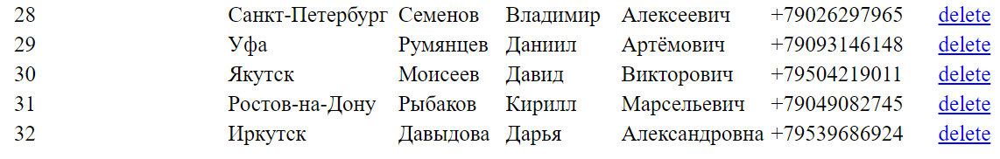 28 Санкт-Петербург Семенов Владимир Алексеевич +79026297965 delete
29 Уфа Румянцев Даниил Артёмович +79093146148 delete
30 Якутск Моисеев Давид Викторович +79504219011 delete
31 Ростов-на-Дону Рыбаков Кирилл Марсельевич +79049082745 delete
32 Иркутск Давыдова Дарья Александровна +79539686924 delete